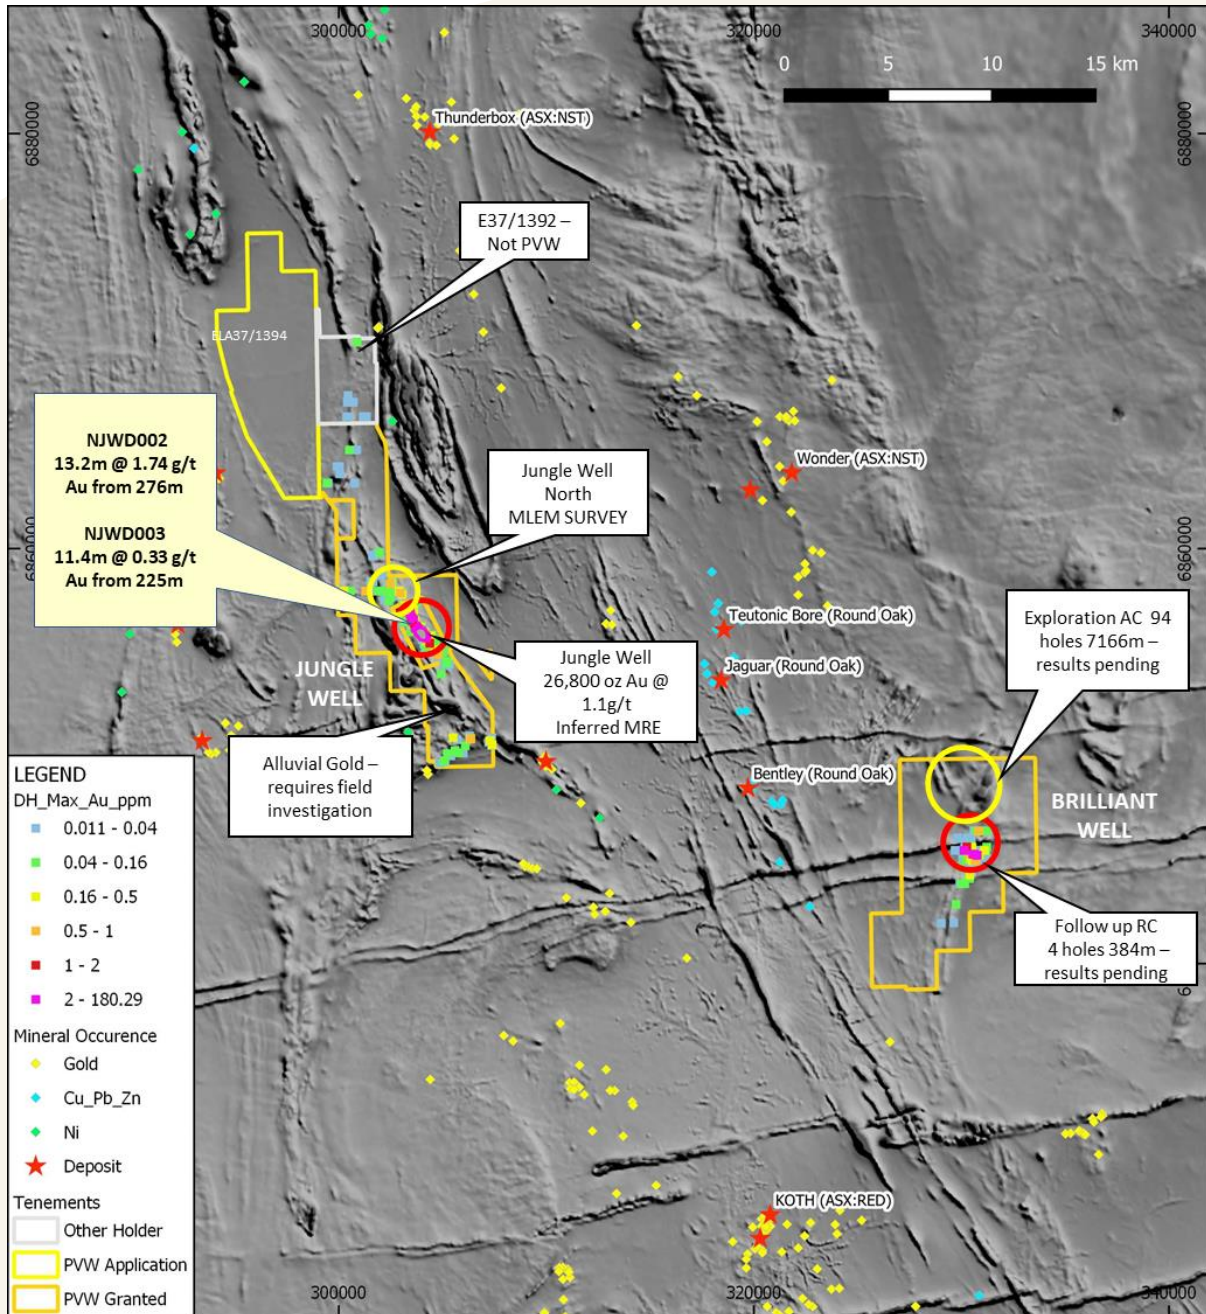 300000
320000
340000
0
5
10
15 km
6880000
6880000
Thunderbox (ASX:NST)
E37/1392 –
Not PVW
ELA37/1394
NJWD002
13.2m @ 1.74 g/t
Au from 276m
NJWD003
11.4m @ 0.33 g/t
Au from 225m
Jungle Well
North
MLEM SURVEY
Wonder (ASX:NST)
6860000
6860000
Teutonic Bore (Round Oak)
Exploration AC 94
holes 7166m –
results pending
JUNGLE
WELL
Jungle Well
26,800 oz Au @
1.1g/t
Inferred MRE
Jaguar (Round Oak)
Alluvial Gold –
requires field
investigation
Bentley (Round Oak)
BRILLIANT
WELL
Follow up RC
4 holes 384m –
results pending
LEGEND
DH_Max_Au_ppm
0.011 - 0.04
0.04 - 0.16
0.16 - 0.5
0.5 - 1
1 - 2
2 - 180.29
Mineral Occurence
Gold
Cu_Pb_Zn
Ni
Deposit
Tenements
Other Holder
PVW Application
PVW Granted
KOTH (ASX:RED)
300000
320000
340000